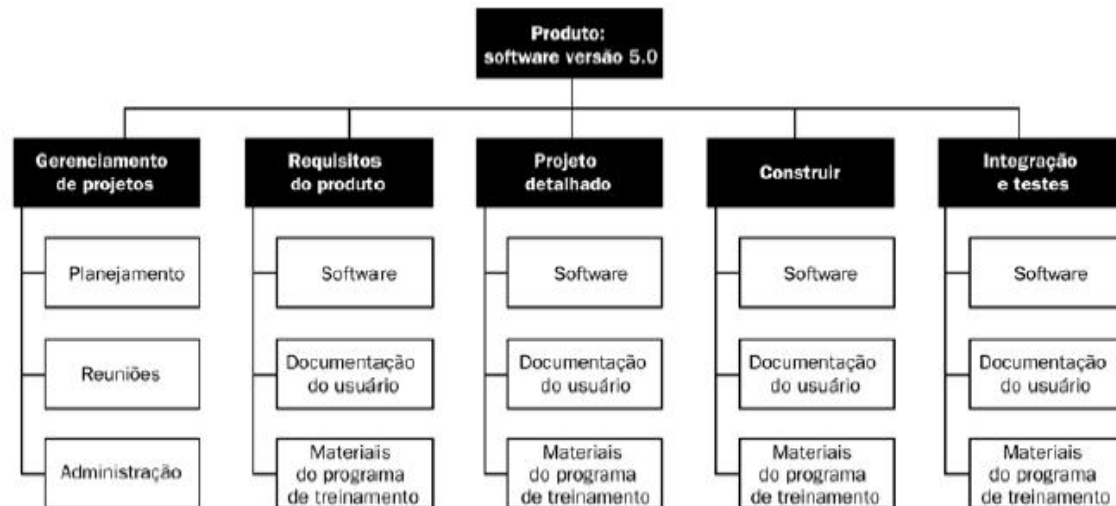 Produto:
software versão 5.0
Gerenciamento
de projetos
Requisitos
do produto
Projeto
detalhado
Construir
Integração
e testes
Planejamento
Software
Software
Software
Software
Reuniões
Documentação
do usuário
Documentação
do usuário
Documentação
do usuário
Documentação
do usuário
Administração
Materiais
do programa
de treinamento
Materiais
do programa
de treinamento
Materiais
do programa
de treinamento
Materiais
do programa
de treinamento